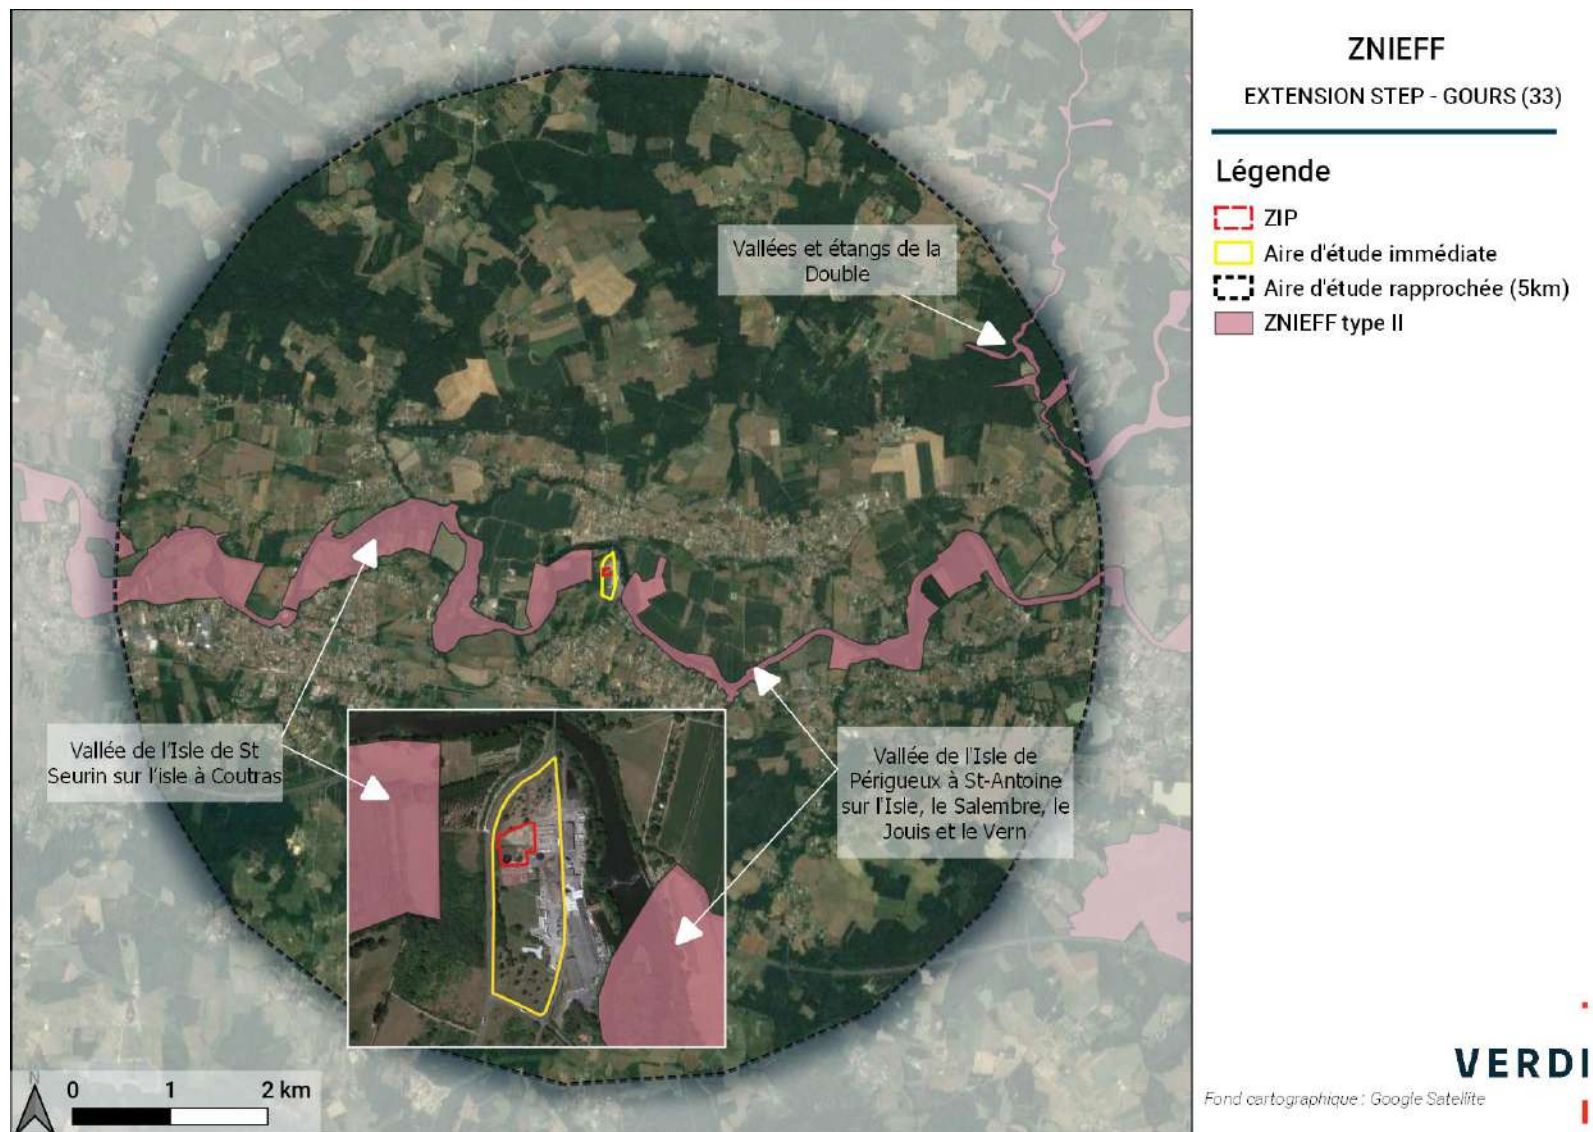 ZNIEFF
EXTENSION STEP - GOURS (33)
Légende
ZIP
Aire d'étude immédiate
Aire d'étude rapprochée (5km)
ZNIEFF type II
Vallées et étangs de la
Double
Vallée de l'Isle de St
Seurin sur l'isle à Coutras
Vallée de l'Isle de
Périgueux à St-Antoine
sur l'Isle, le Salembre, le
Jouis et le Vern
N
0 1 2 km
VERDI
Fond cartographique : Google Satellite